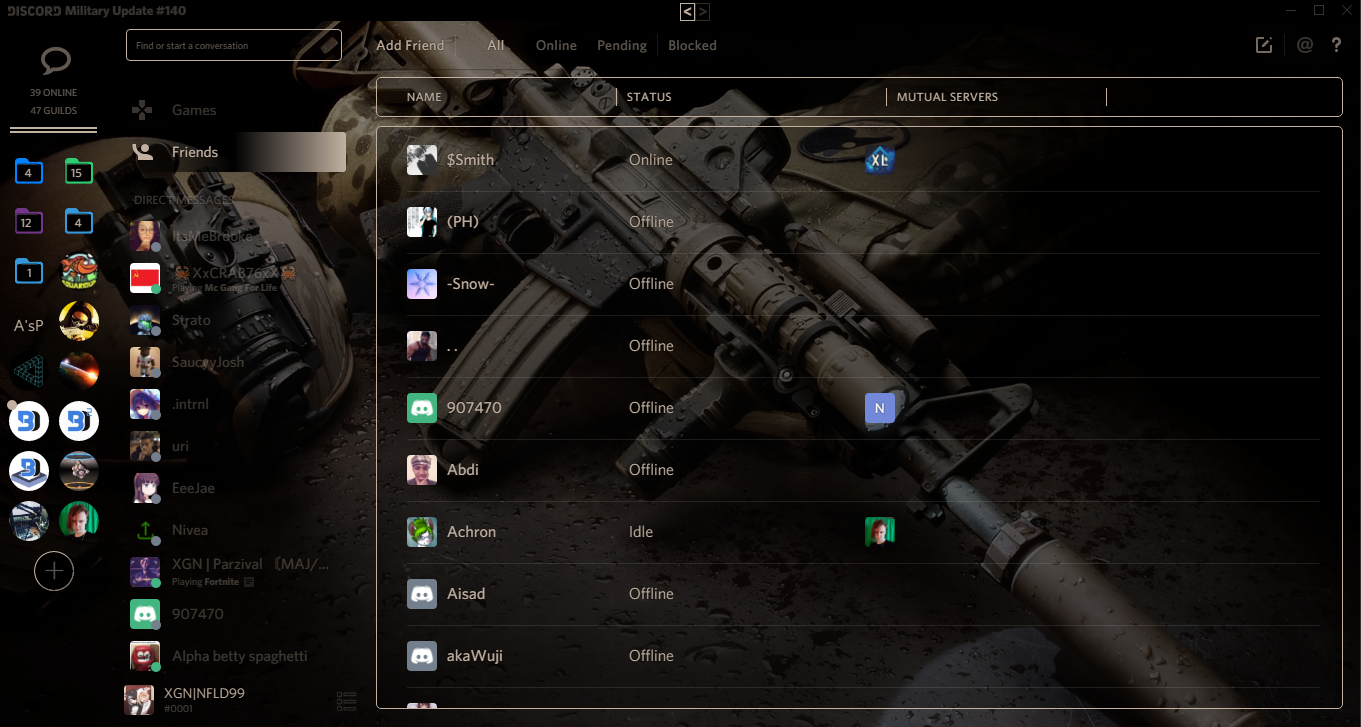 DISCORD Military Update #140
< >
Find or start a conversation
Add Friend All Online Pending Blocked
@ ?
39 ONLINE
47 GUILDS
NAME STATUS MUTUAL SERVERS
Games
Friends
DIRECT MESSAGES
ItsMeBrooke
XxCRAB76xX
Playing Mc Gang For Life
Strato
SaucyyJosh
.intrnl
uri
EeeJae
Nivea
XGN | Parzival 〔MAJ/...
Playing Fortnite
907470
Alpha betty spaghetti
XGN|NFLD99
#0001
4 15
12 4
1
A'sP
$Smith Online XL
(PH) Offline
-Snow- Offline
. . Offline
907470 Offline N
Abdi Offline
Achron Idle
Aisad Offline
akaWuji Offline